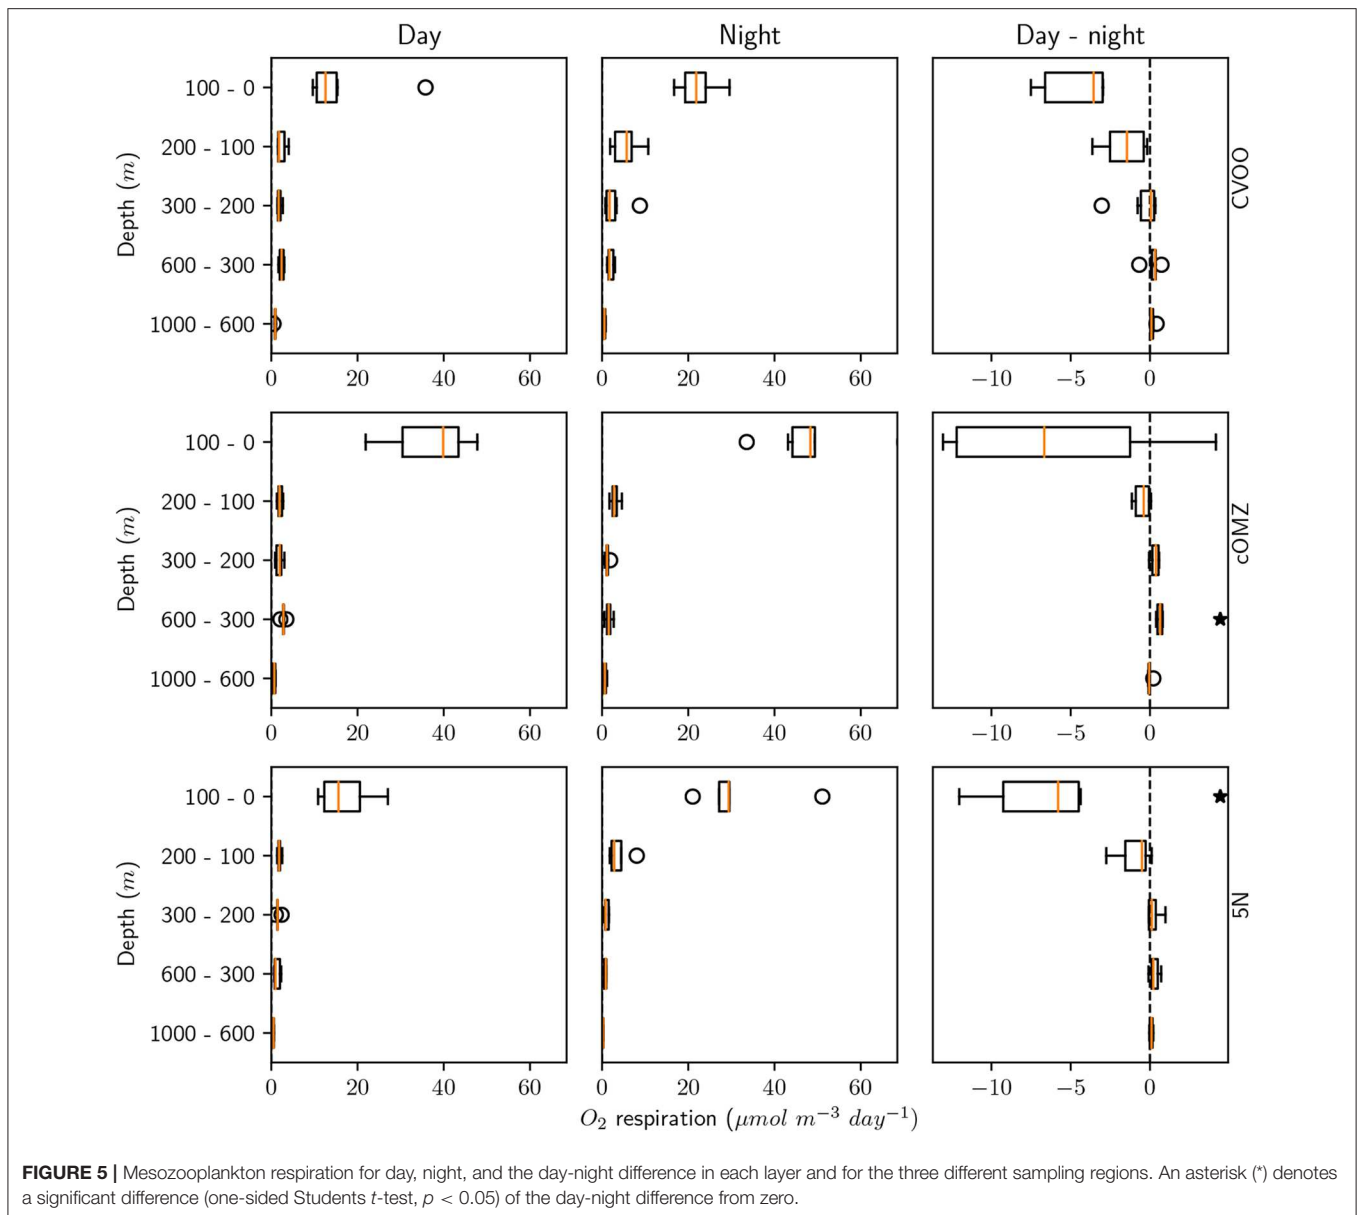 Day Night Day - night
Depth (m)
100 - 0
200 - 100
300 - 200
600 - 300
1000 - 600
0 20 40 60
0 20 40 60
−10 −5 0
CVOO
Depth (m)
100 - 0
200 - 100
300 - 200
600 - 300
1000 - 600
0 20 40 60
0 20 40 60
−10 −5 0
cOMZ
Depth (m)
100 - 0
200 - 100
300 - 200
600 - 300
1000 - 600
0 20 40 60
0 20 40 60
−10 −5 0
5N
O₂ respiration (μmol m⁻³ day⁻¹)
FIGURE 5 | Mesozooplankton respiration for day, night, and the day-night difference in each layer and for the three different sampling regions. An asterisk (*) denotes
a significant difference (one-sided Students t-test, p < 0.05) of the day-night difference from zero.